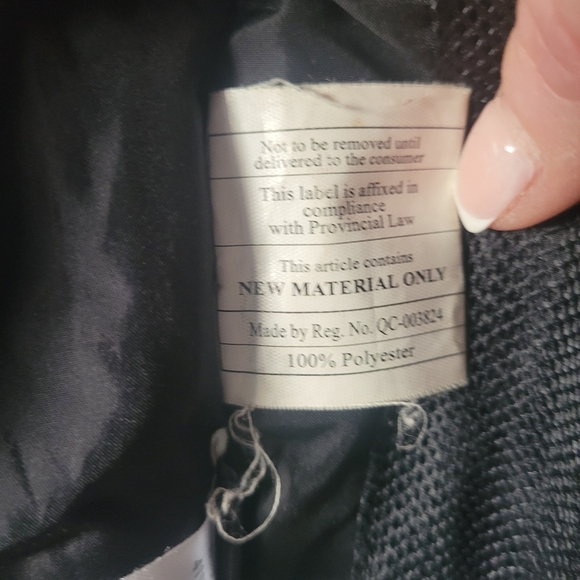 Not to be removed until
delivered to the consumer
This label is affixed in
compliance
with Provincial Law
This article contains
NEW MATERIAL ONLY
Made by Reg. No. QC-003824
100% Polyester